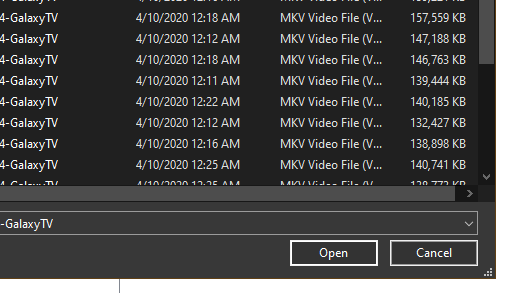 4-GalaxyTV 4/10/2020 12:18 AM MKV Video File (V... 157,559 KB
4-GalaxyTV 4/10/2020 12:12 AM MKV Video File (V... 147,188 KB
4-GalaxyTV 4/10/2020 12:18 AM MKV Video File (V... 146,763 KB
4-GalaxyTV 4/10/2020 12:11 AM MKV Video File (V... 139,444 KB
4-GalaxyTV 4/10/2020 12:22 AM MKV Video File (V... 140,185 KB
4-GalaxyTV 4/10/2020 12:12 AM MKV Video File (V... 132,427 KB
4-GalaxyTV 4/10/2020 12:16 AM MKV Video File (V... 138,898 KB
4-GalaxyTV 4/10/2020 12:25 AM MKV Video File (V... 140,741 KB
4-GalaxyTV 4/10/2020 12:25 AM MKV Video File (V... 138,773 KB
-GalaxyTV
Open Cancel